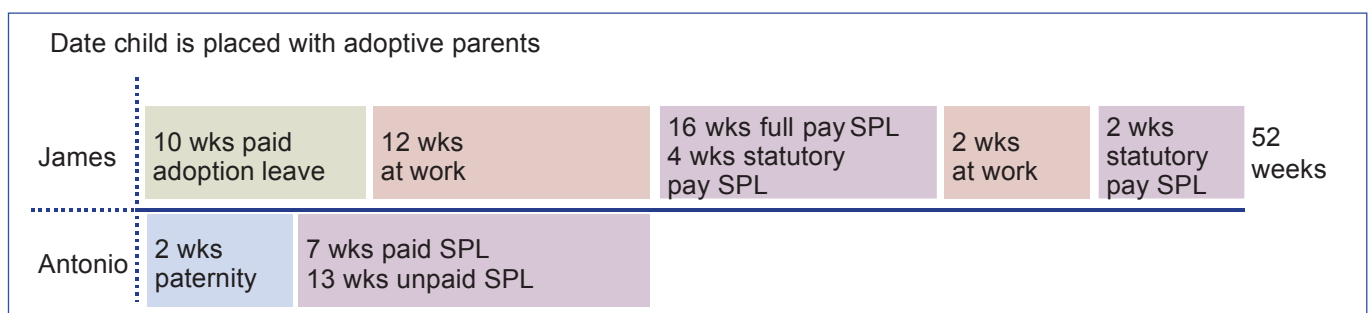 Date child is placed with adoptive parents
James
10 wks paid
adoption leave
12 wks
at work
16 wks full pay SPL
4 wks statutory
pay SPL
2 wks
at work
2 wks
statutory
pay SPL
52
weeks
Antonio
2 wks
paternity
7 wks paid SPL
13 wks unpaid SPL